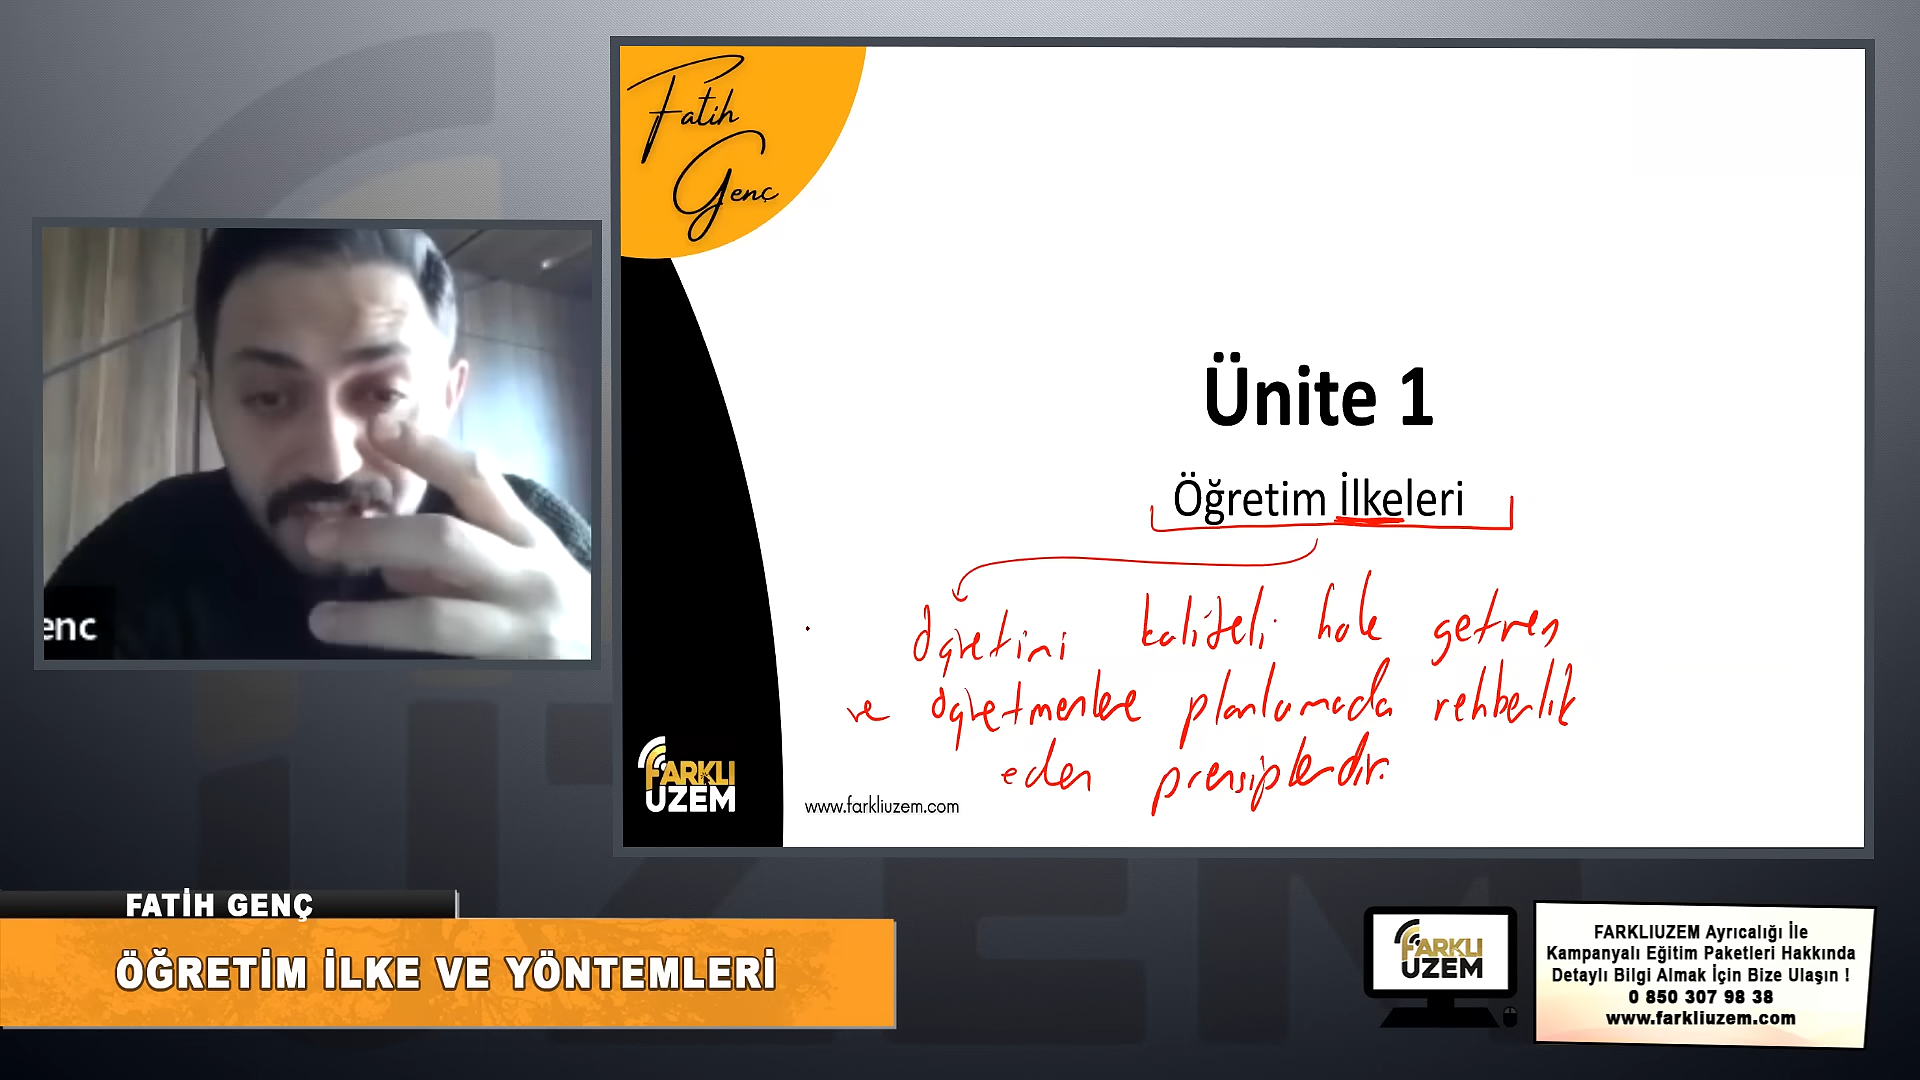 Fatih
Genç
Ünite 1
Öğretim İlkeleri
öğretimi kaliteli hale getiren
ve öğretmenlere planlamada rehberlik
eden prensiplerdir.
enc
FARKLI
UZEM
www.farkliuzem.com
FATİH GENÇ
ÖĞRETİM İLKE VE YÖNTEMLERİ
FARKLI
UZEM
FARKLIUZEM Ayrıcalığı İle
Kampanyalı Eğitim Paketleri Hakkında
Detaylı Bilgi Almak İçin Bize Ulaşın !
0 850 307 98 38
www.farkliuzem.com